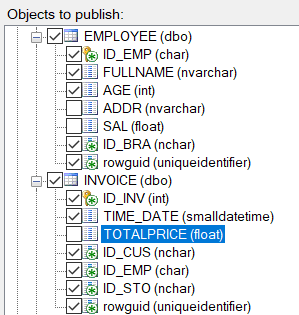 Objects to publish:
EMPLOYEE (dbo)
ID_EMP (char)
FULLNAME (nvarchar)
AGE (int)
ADDR (nvarchar)
SAL (float)
ID_BRA (nchar)
rowguid (uniqueidentifier)
INVOICE (dbo)
ID_INV (int)
TIME_DATE (smalldatetime)
TOTALPRICE (float)
ID_CUS (nchar)
ID_EMP (char)
ID_STO (nchar)
rowguid (uniqueidentifier)